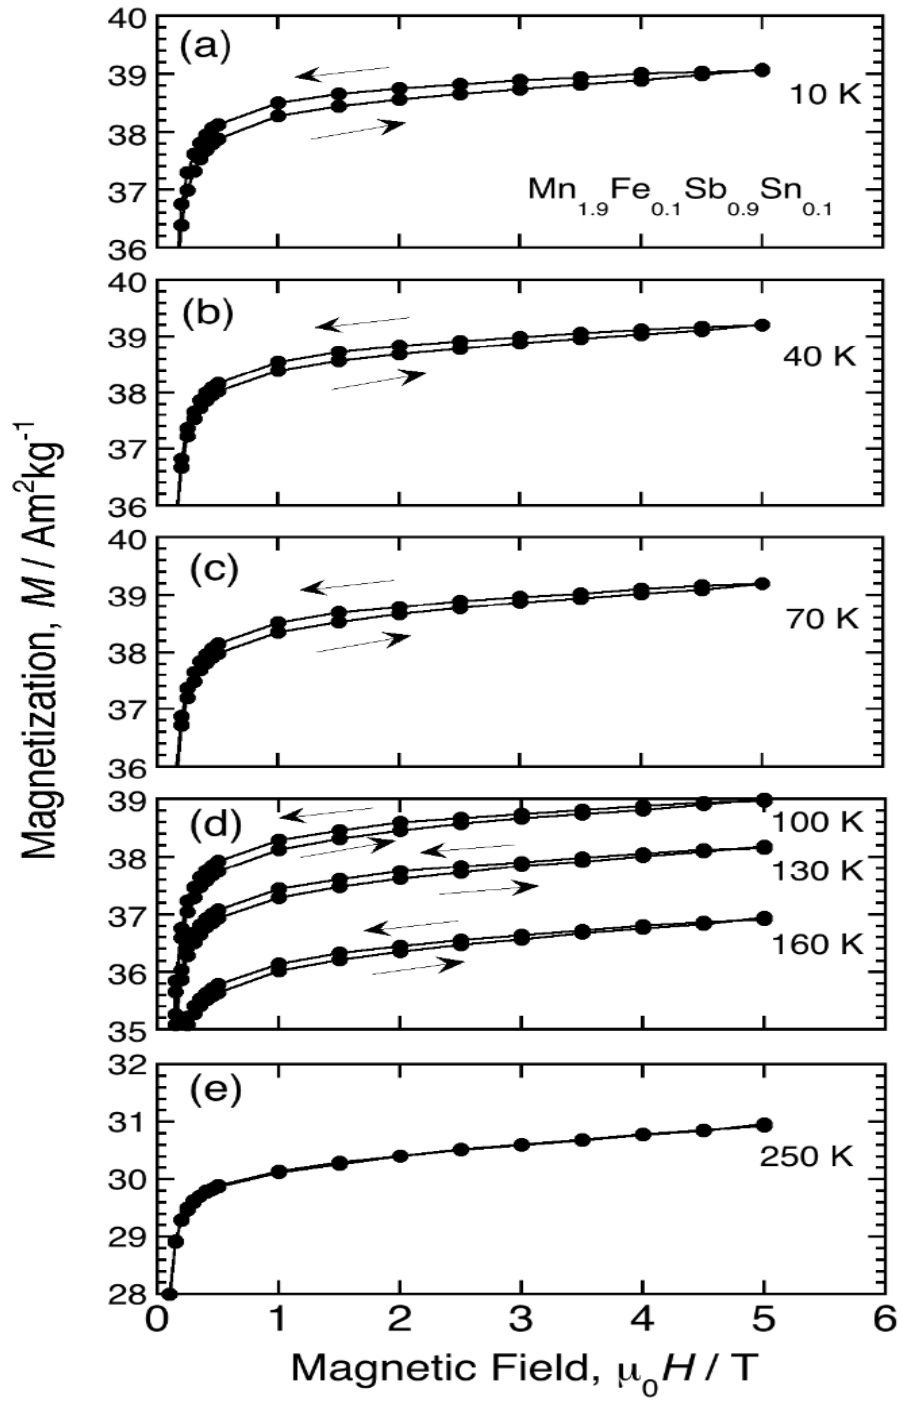 Magnetization, M / Am²kg⁻¹
40
39
38
37
36
(a)
10 K
Mn₁.₉Fe₀.₁Sb₀.₉Sn₀.₁
40
39
38
37
36
(b)
40 K
40
39
38
37
36
(c)
70 K
39
38
37
36
35
(d)
100 K
130 K
160 K
32
31
30
29
28
(e)
250 K
0 1 2 3 4 5 6
Magnetic Field, μ₀H / T